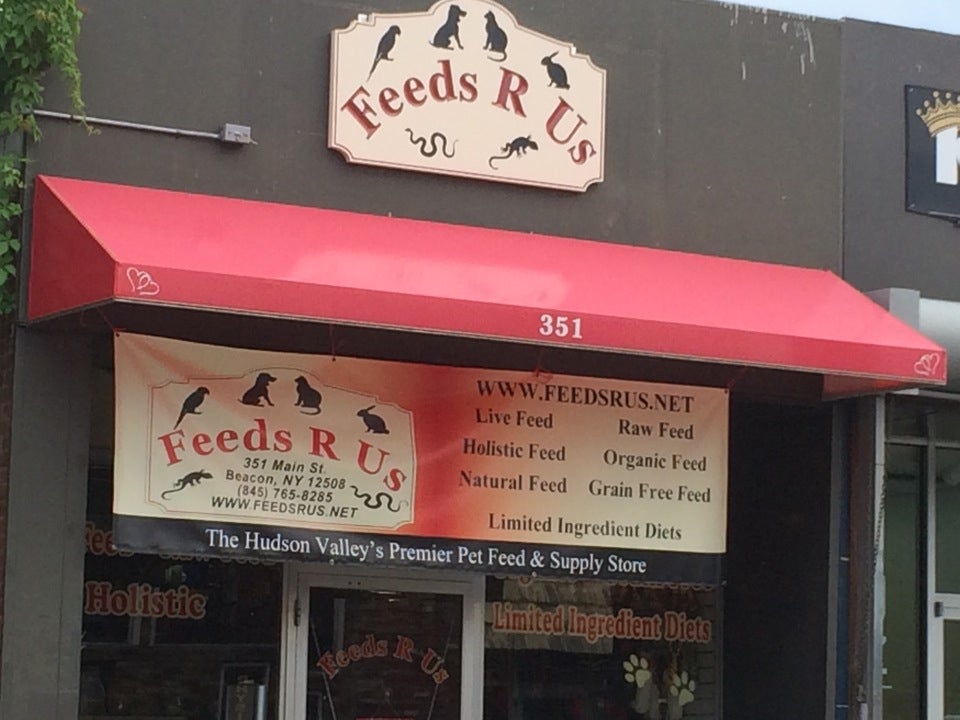 Feeds R Us
351
Feeds R Us
351 Main St.
Beacon, NY 12508
(845) 765-8285
WWW.FEEDSRUS.NET
WWW.FEEDSRUS.NET
Live Feed
Raw Feed
Holistic Feed
Organic Feed
Natural Feed
Grain Free Feed
Limited Ingredient Diets
The Hudson Valley's Premier Pet Feed & Supply Store
Holistic
Limited Ingredient Diets
Feeds R Us